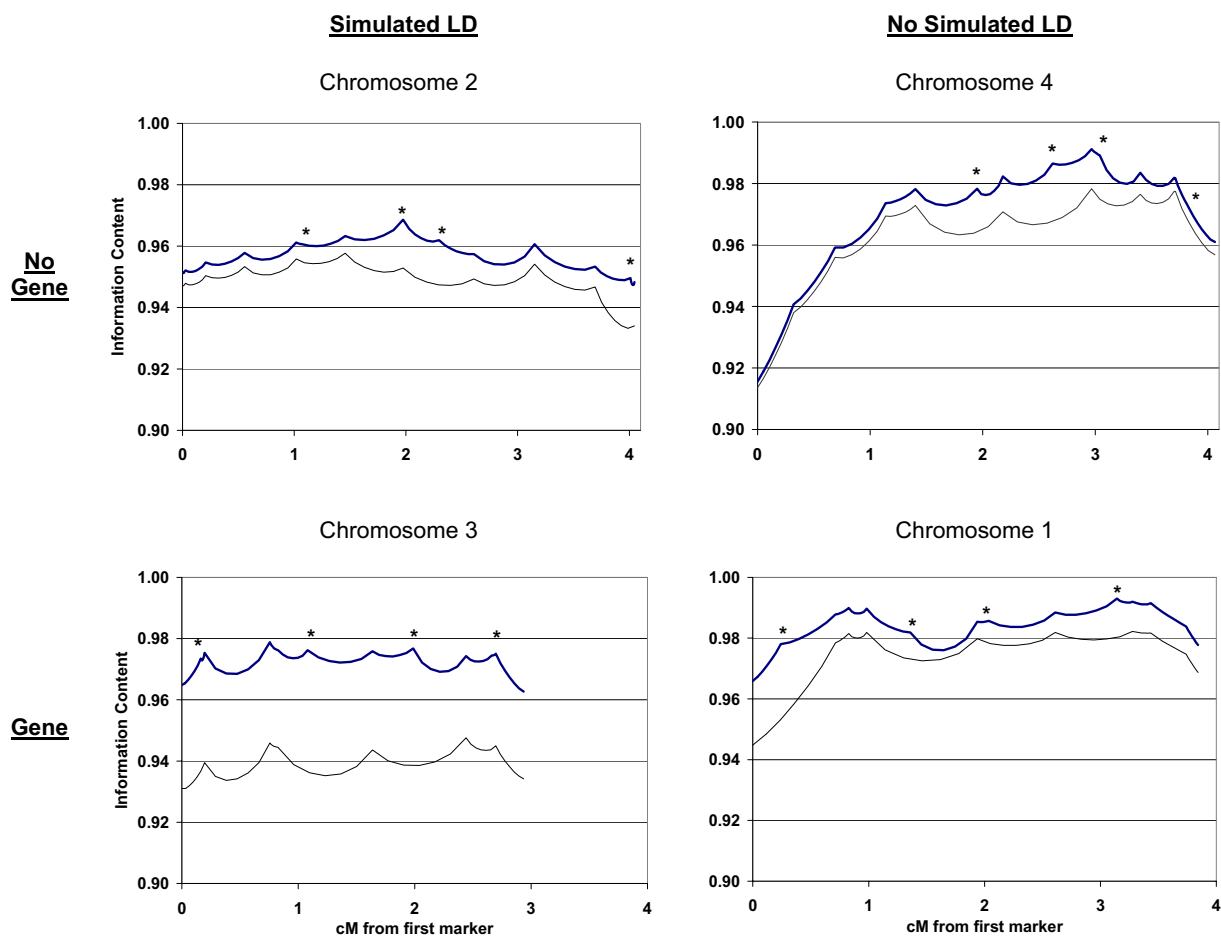 Simulated LD
No Simulated LD
Chromosome 2
Chromosome 4
No
Gene
Information Content
1.00
0.98
0.96
0.94
0.92
0.90
0 1 2 3 4
* * * *
1.00
0.98
0.96
0.94
0.92
0.90
0 1 2 3 4
* * * *
Chromosome 3
Chromosome 1
Gene
Information Content
1.00
0.98
0.96
0.94
0.92
0.90
0 1 2 3 4
* * * *
cM from first marker
1.00
0.98
0.96
0.94
0.92
0.90
0 1 2 3 4
* * * *
cM from first marker